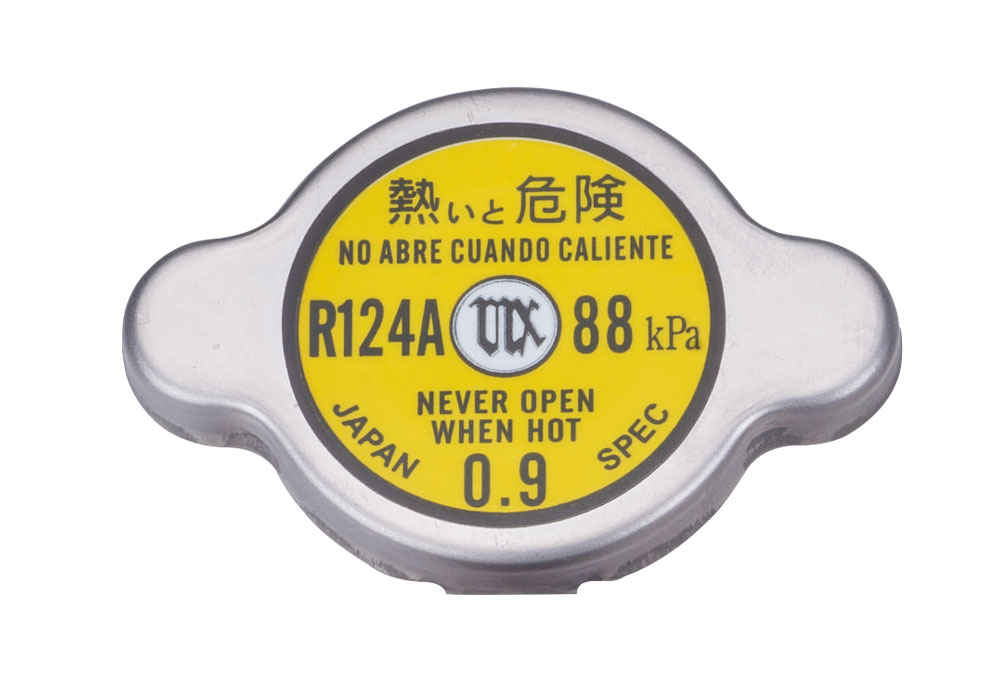 熱いと危険
NO ABRE CUANDO CALIENTE
R124A 88 kPa
NEVER OPEN
WHEN HOT
JAPAN SPEC
0.9